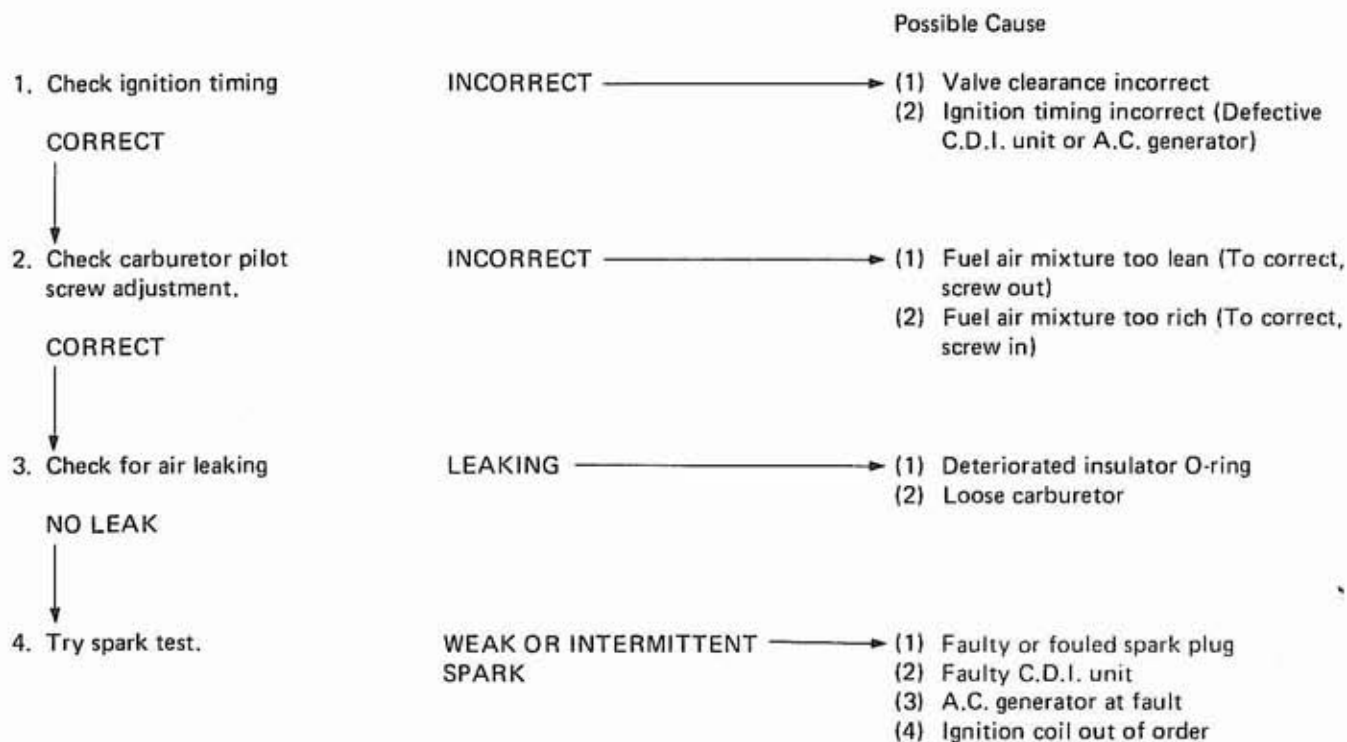 Possible Cause
1. Check ignition timing
INCORRECT
(1) Valve clearance incorrect
(2) Ignition timing incorrect (Defective
C.D.I. unit or A.C. generator)
CORRECT
2. Check carburetor pilot
screw adjustment.
INCORRECT
(1) Fuel air mixture too lean (To correct,
screw out)
(2) Fuel air mixture too rich (To correct,
screw in)
CORRECT
3. Check for air leaking
LEAKING
(1) Deteriorated insulator O-ring
(2) Loose carburetor
NO LEAK
4. Try spark test.
WEAK OR INTERMITTENT
SPARK
(1) Faulty or fouled spark plug
(2) Faulty C.D.I. unit
(3) A.C. generator at fault
(4) Ignition coil out of order